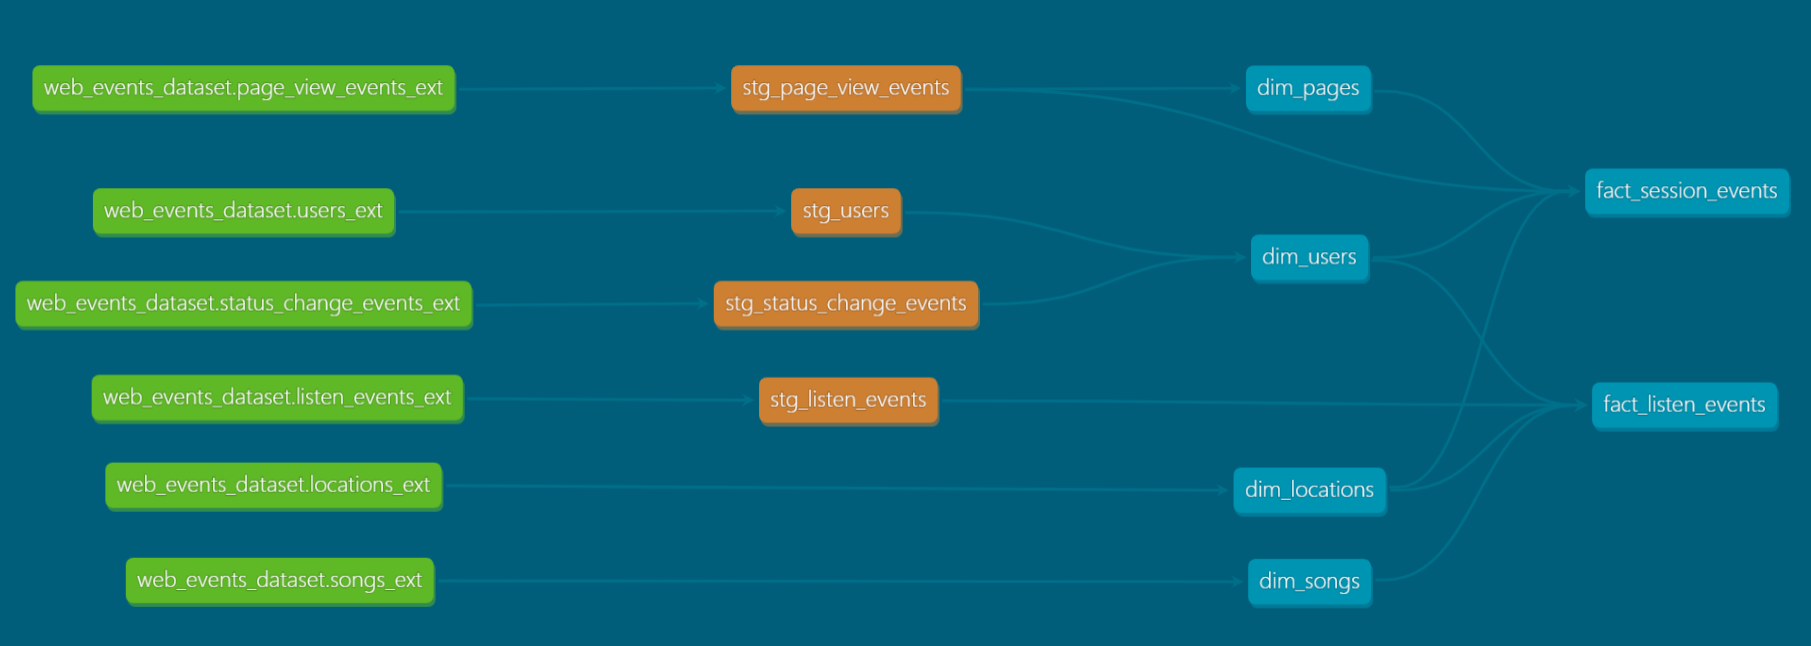 web_events_dataset.page_view_events_ext
stg_page_view_events
dim_pages
fact_session_events
web_events_dataset.users_ext
stg_users
dim_users
web_events_dataset.status_change_events_ext
stg_status_change_events
web_events_dataset.listen_events_ext
stg_listen_events
fact_listen_events
web_events_dataset.locations_ext
dim_locations
web_events_dataset.songs_ext
dim_songs